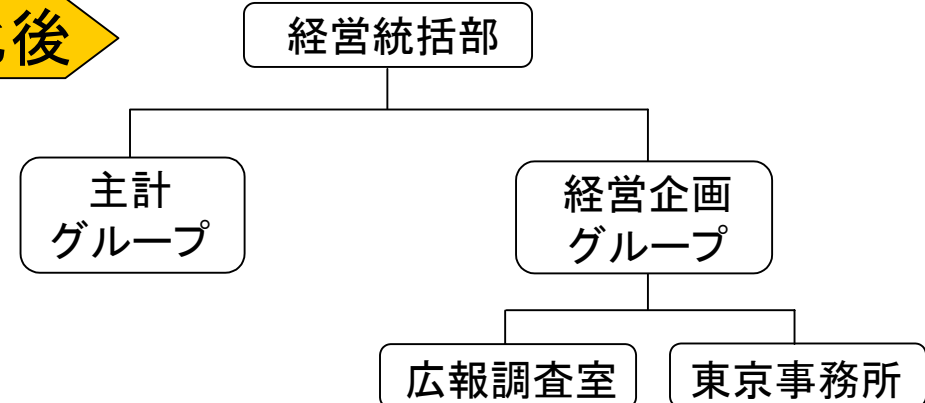 後
経営統括部
主計
グループ
経営企画
グループ
広報調査室
東京事務所